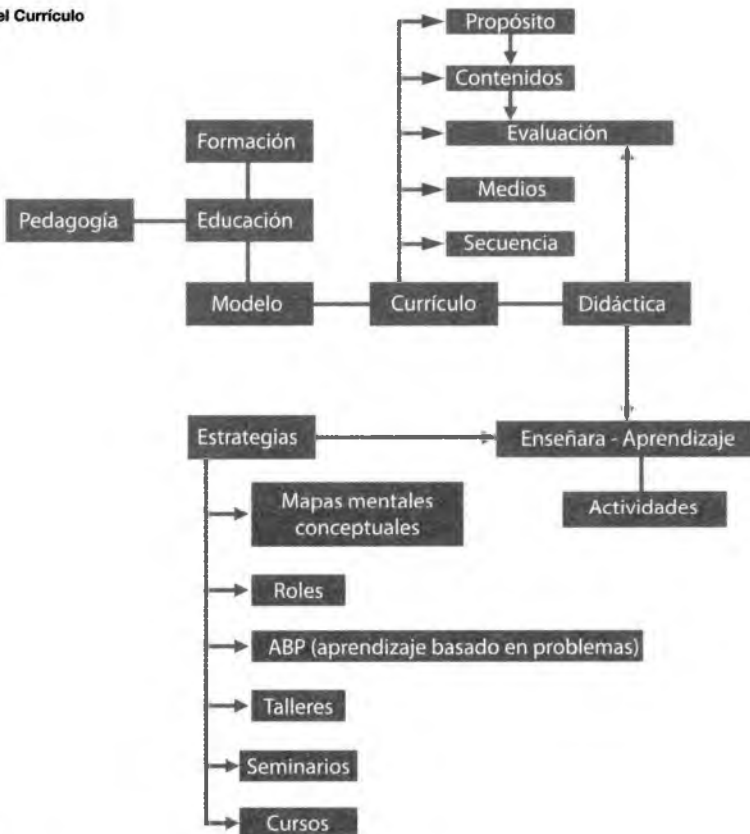 el Currículo
Propósito
Contenidos
Evaluación
Medios
Secuencia
Formación
Pedagogía
Educación
Modelo
Currículo
Didáctica
Estrategias
Enseñara - Aprendizaje
Actividades
Mapas mentales
conceptuales
Roles
ABP (aprendizaje basado en problemas)
Talleres
Seminarios
Cursos